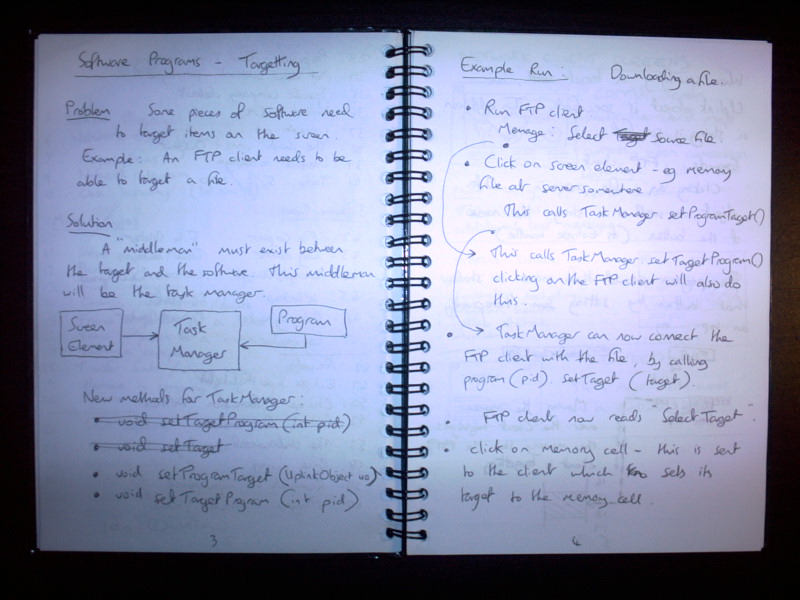 Software Programs - Targetting
Problem Some pieces of software need
to target items on the screen.
Example: An FTP client needs to be
able to target a file.
Solution
A "middleman" must exist between
the target and the software. This middleman
will be the task manager.
Screen
Element
Task
Manager
Program
New methods for TaskManager:
• void setTargetProgram (int pid)
• void setTarget
• void setProgramTarget (UplinkObject uo)
• void setTargetProgram (int pid)
3
Example Run: Downloading a file.
• Run FTP client
Message: Select Target source file.
• Click on screen element - eg memory
file at server somewhere
This calls TaskManager.setProgramTarget()
This calls TaskManager.setTargetProgram()
clicking on the FTP client will also do
this.
• TaskManager can now connect the
FTP client with the file, by calling
program(pid).setTarget (target).
• FTP client now reads "Select Target".
• click on memory cell - this is sent
to the client which sets its
target to the memory cell.
4